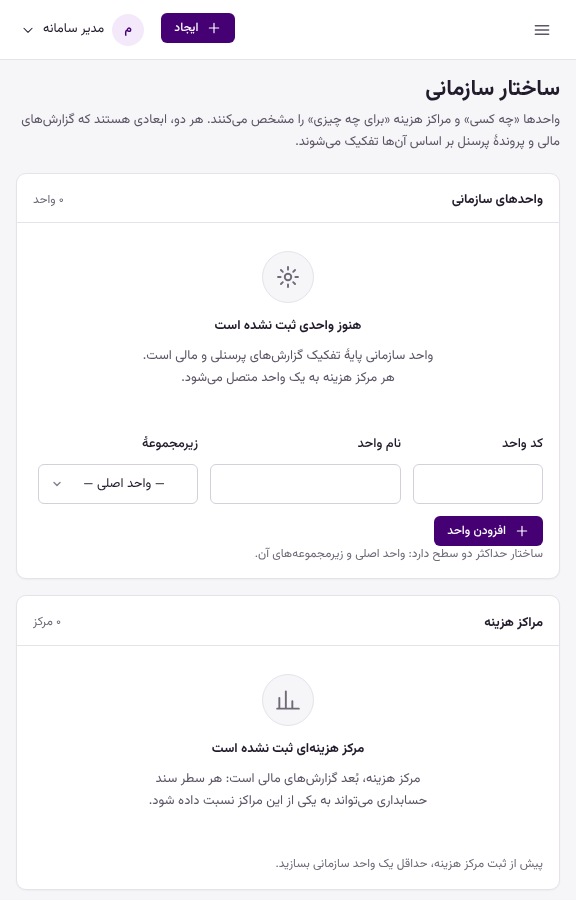 ایجاد
م
مدیر سامانه
ساختار سازمانی
واحدها «چه کسی» و مراکز هزینه «برای چه چیزی» را مشخص می‌کنند. هر دو، ابعادی هستند که گزارش‌های
مالی و پروندهٔ پرسنل بر اساس آن‌ها تفکیک می‌شوند.
واحدهای سازمانی
۰ واحد
هنوز واحدی ثبت نشده است
واحد سازمانی پایهٔ تفکیک گزارش‌های پرسنلی و مالی است.
هر مرکز هزینه به یک واحد متصل می‌شود.
کد واحد
نام واحد
زیرمجموعهٔ
— واحد اصلی —
افزودن واحد
ساختار حداکثر دو سطح دارد: واحد اصلی و زیرمجموعه‌های آن.
مراکز هزینه
۰ مرکز
مرکز هزینه‌ای ثبت نشده است
مرکز هزینه، بُعد گزارش‌های مالی است: هر سطر سند
حسابداری می‌تواند به یکی از این مراکز نسبت داده شود.
پیش از ثبت مرکز هزینه، حداقل یک واحد سازمانی بسازید.